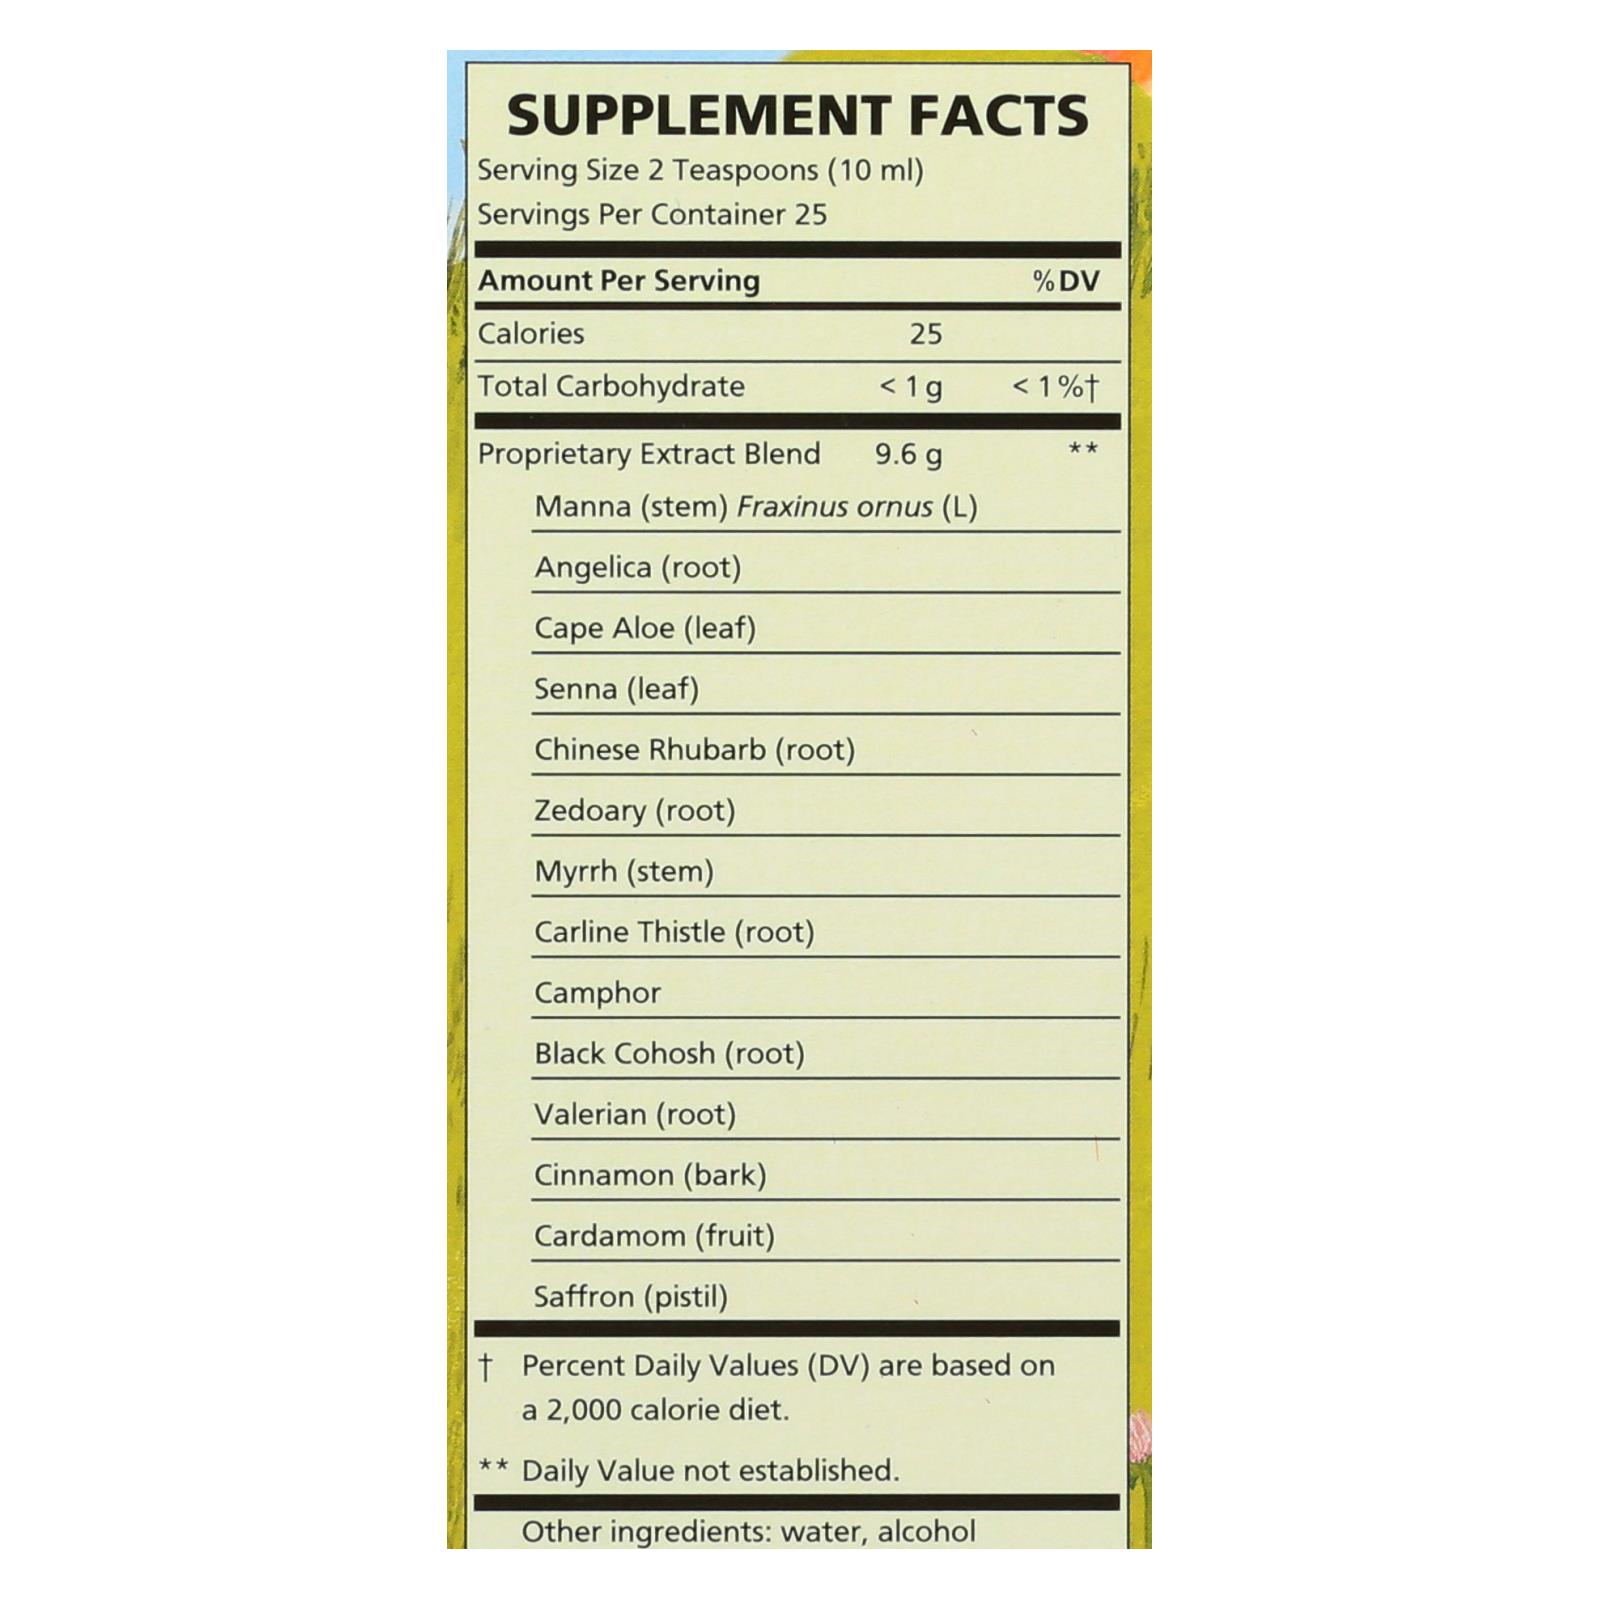 SUPPLEMENT FACTS
Serving Size 2 Teaspoons (10 ml)
Servings Per Container 25
Amount Per Serving %DV
Calories 25
Total Carbohydrate < 1 g < 1%†
Proprietary Extract Blend 9.6 g **
Manna (stem) Fraxinus ornus (L)
Angelica (root)
Cape Aloe (leaf)
Senna (leaf)
Chinese Rhubarb (root)
Zedoary (root)
Myrrh (stem)
Carline Thistle (root)
Camphor
Black Cohosh (root)
Valerian (root)
Cinnamon (bark)
Cardamom (fruit)
Saffron (pistil)
† Percent Daily Values (DV) are based on
a 2,000 calorie diet.
** Daily Value not established.
Other ingredients: water, alcohol